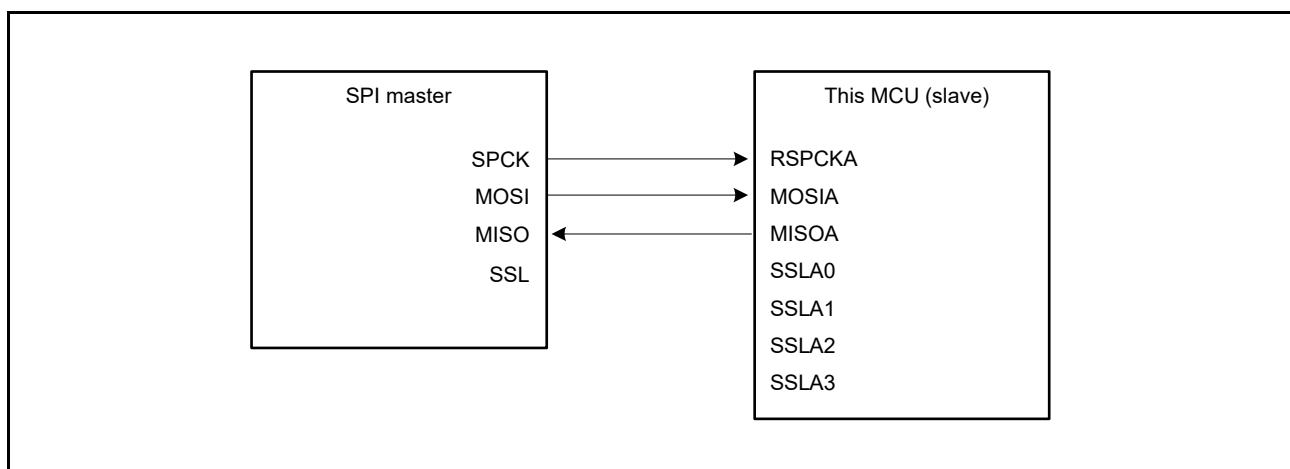 SPI master
SPCK
MOSI
MISO
SSL
This MCU (slave)
RSPCKA
MOSIA
MISOA
SSLA0
SSLA1
SSLA2
SSLA3